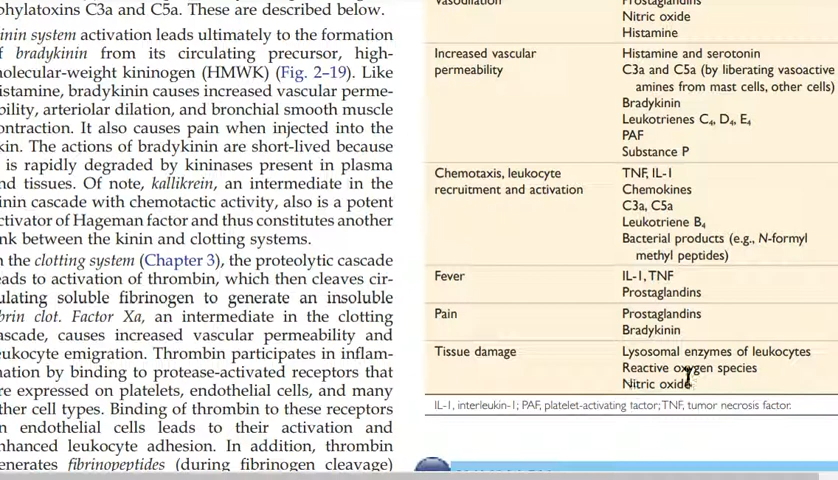 phylatoxins C3a and C5a. These are described below.
inin system activation leads ultimately to the formation
f bradykinin from its circulating precursor, high-
nolecular-weight kininogen (HMWK) (Fig. 2–19). Like
istamine, bradykinin causes increased vascular perme-
bility, arteriolar dilation, and bronchial smooth muscle
ontraction. It also causes pain when injected into the
kin. The actions of bradykinin are short-lived because
is rapidly degraded by kininases present in plasma
nd tissues. Of note, kallikrein, an intermediate in the
inin cascade with chemotactic activity, also is a potent
ctivator of Hageman factor and thus constitutes another
nk between the kinin and clotting systems.
n the clotting system (Chapter 3), the proteolytic cascade
eads to activation of thrombin, which then cleaves cir-
ulating soluble fibrinogen to generate an insoluble
brin clot. Factor Xa, an intermediate in the clotting
ascade, causes increased vascular permeability and
eukocyte emigration. Thrombin participates in inflam-
nation by binding to protease-activated receptors that
re expressed on platelets, endothelial cells, and many
ther cell types. Binding of thrombin to these receptors
n endothelial cells leads to their activation and
nhanced leukocyte adhesion. In addition, thrombin
enerates fibrinopeptides (during fibrinogen cleavage)
Vasodilation Prostaglandins
Nitric oxide
Histamine
Increased vascular Histamine and serotonin
permeability C3a and C5a (by liberating vasoactive
amines from mast cells, other cells)
Bradykinin
Leukotrienes C₄, D₄, E₄
PAF
Substance P
Chemotaxis, leukocyte TNF, IL-1
recruitment and activation Chemokines
C3a, C5a
Leukotriene B₄
Bacterial products (e.g., N-formyl
methyl peptides)
Fever IL-1, TNF
Prostaglandins
Pain Prostaglandins
Bradykinin
Tissue damage Lysosomal enzymes of leukocytes
Reactive oxygen species
Nitric oxide
IL-1, interleukin-1; PAF, platelet-activating factor; TNF, tumor necrosis factor.